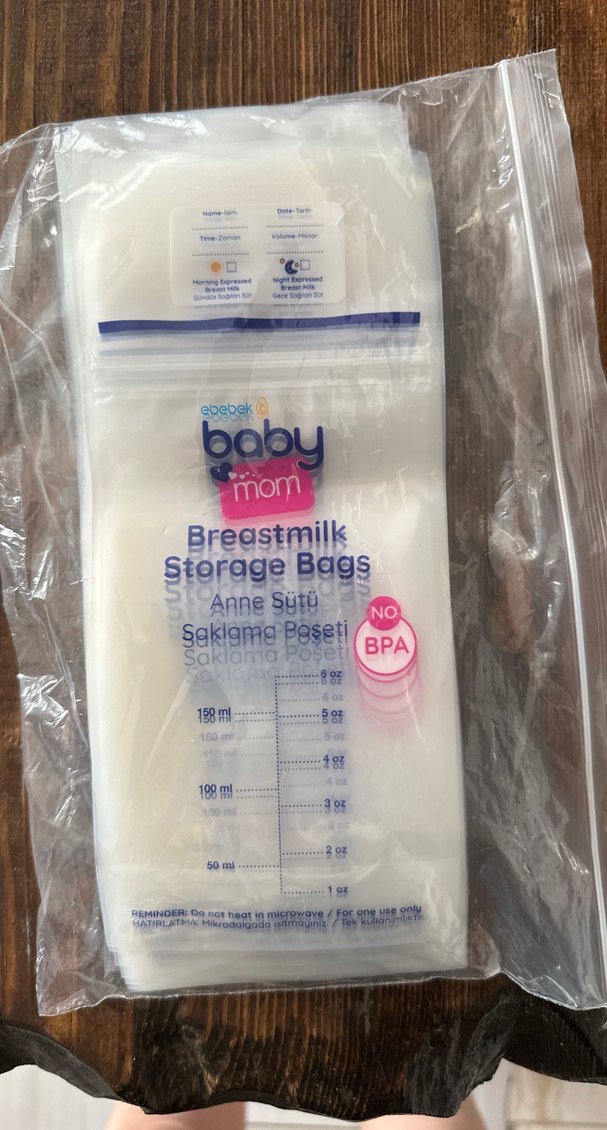 Name-İsim: Date-Tarih:
Time-Zaman: Volume-Miktar:
Morning Expressed Night Expressed
Breast Milk Breast Milk
Gündüz Sağılan Süt Gece Sağılan Süt
ebebek
baby
mom
Breastmilk
Storage Bags
Anne Sütü
Saklama Poşeti
NO
BPA
6 oz
150 ml 5 oz
4 oz
100 ml
3 oz
2 oz
50 ml
1 oz
REMINDER: Do not heat in microwave / For one use only
HATIRLATMA: Mikrodalgada ısıtmayınız / Tek kullanımlıktır.